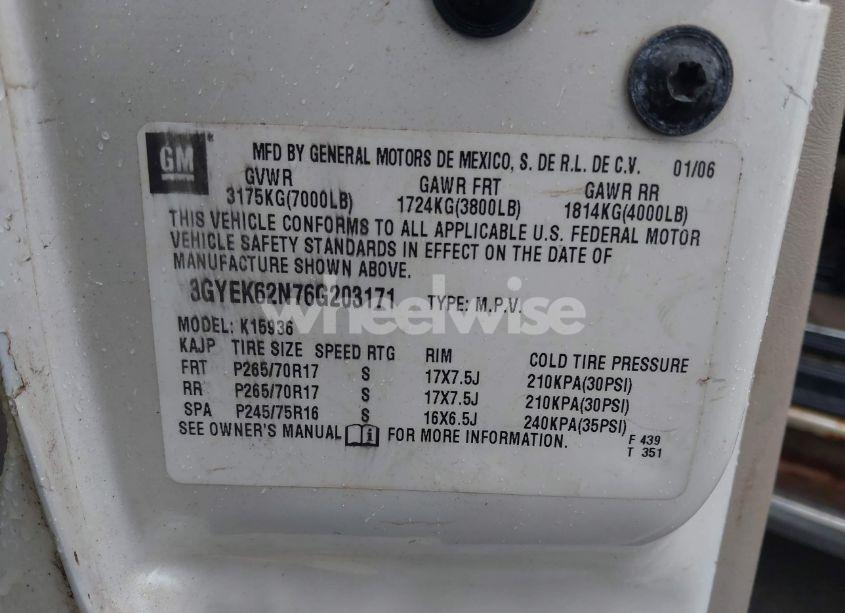 GM
MFD BY GENERAL MOTORS DE MEXICO, S. DE R.L. DE C.V. 01/06
GVWR GAWR FRT GAWR RR
3175KG(7000LB) 1724KG(3800LB) 1814KG(4000LB)
THIS VEHICLE CONFORMS TO ALL APPLICABLE U.S. FEDERAL MOTOR
VEHICLE SAFETY STANDARDS IN EFFECT ON THE DATE OF
MANUFACTURE SHOWN ABOVE.
3GYEK62N76G203171 TYPE: M.P.V.
wheelwise
MODEL: K15936
KAJP TIRE SIZE SPEED RTG RIM COLD TIRE PRESSURE
FRT P265/70R17 S 17X7.5J 210KPA(30PSI)
RR P265/70R17 S 17X7.5J 210KPA(30PSI)
SPA P245/75R16 S 16X6.5J 240KPA(35PSI)
SEE OWNER'S MANUAL FOR MORE INFORMATION.
F 439
T 351